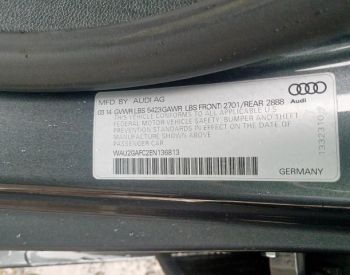 MFD BY AUDI AG
03 14 GVWR LBS 5423GAWR LBS FRONT 2701/REAR 2888
THIS VEHICLE CONFORMS TO ALL APPLICABLE U.S.
FEDERAL MOTOR VEHICLE SAFETY, BUMPER AND THEFT
PREVENTION STANDARDS IN EFFECT ON THE DATE OF
MANUFACTURE SHOWN ABOVE
PASSENGER CAR
WAU2GAFC2EN136813
GERMANY
Audi